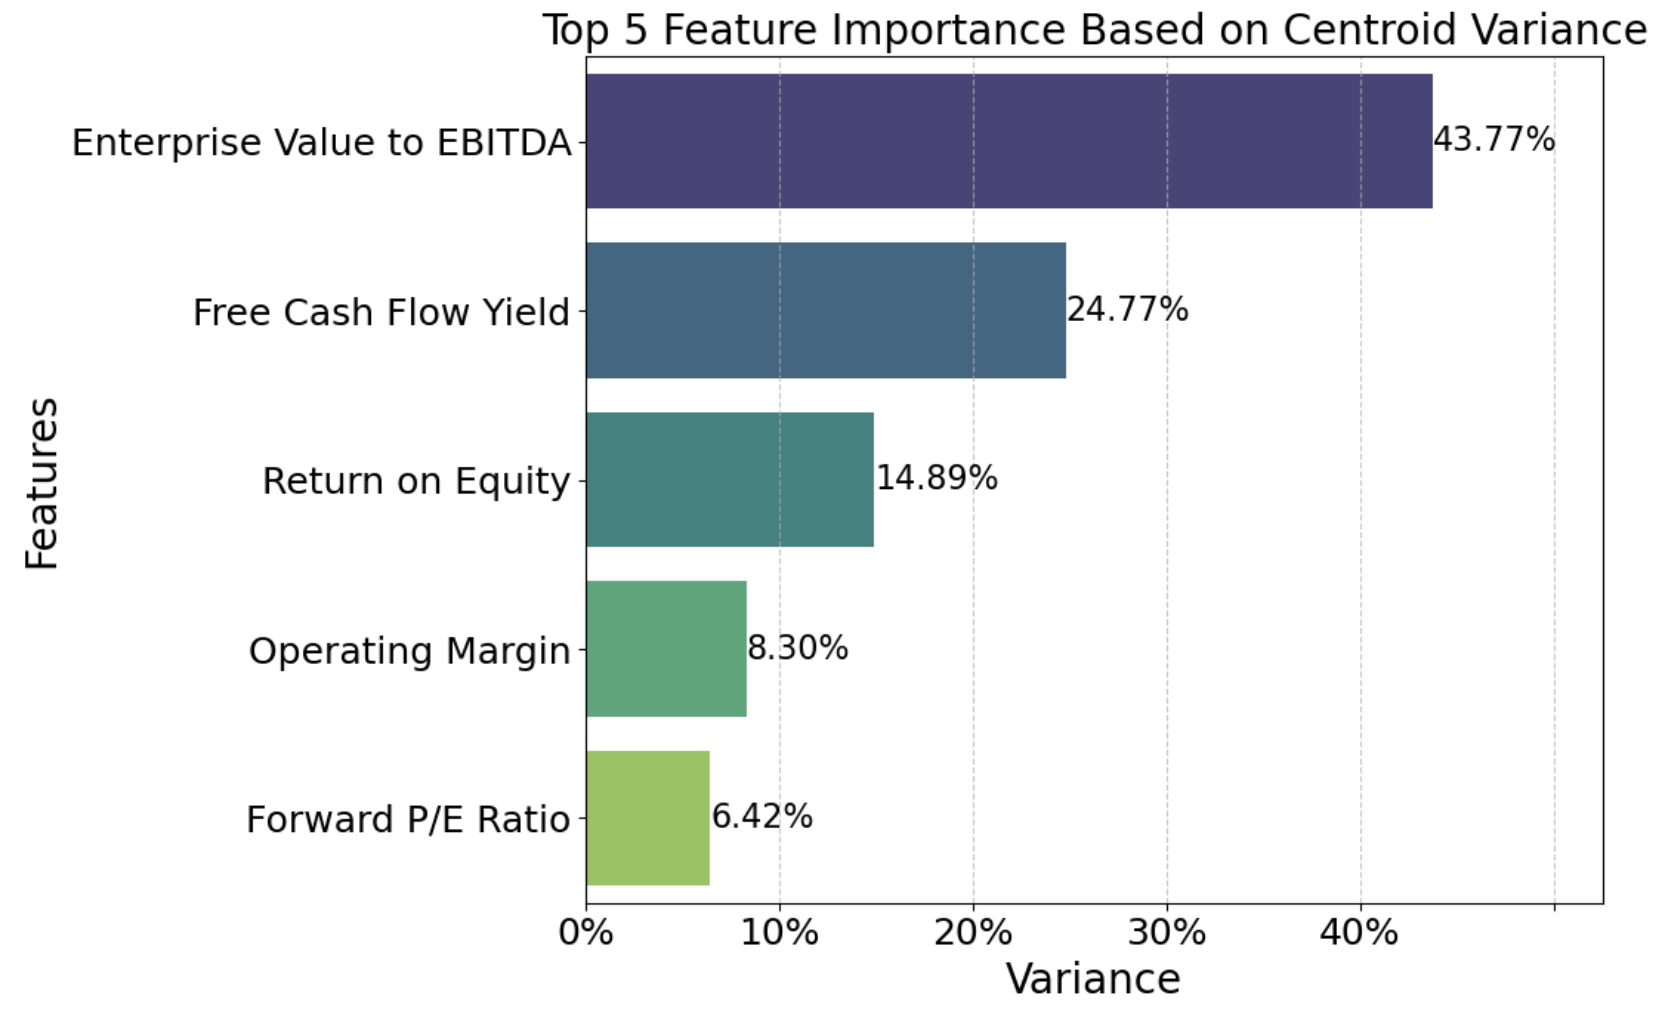 Top 5 Feature Importance Based on Centroid Variance
Enterprise Value to EBITDA
43.77%
Free Cash Flow Yield
24.77%
Return on Equity
14.89%
Operating Margin
8.30%
Forward P/E Ratio
6.42%
Features
0% 10% 20% 30% 40%
Variance